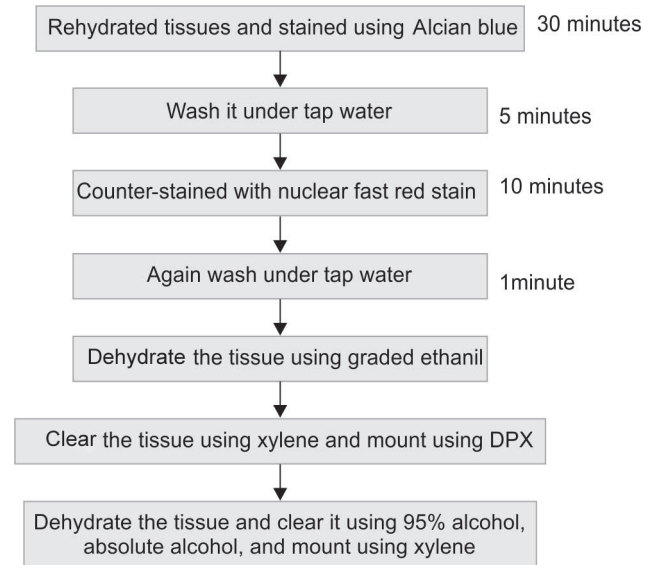 Rehydrated tissues and stained using Alcian blue 30 minutes
Wash it under tap water 5 minutes
Counter-stained with nuclear fast red stain 10 minutes
Again wash under tap water 1minute
Dehydrate the tissue using graded ethanil
Clear the tissue using xylene and mount using DPX
Dehydrate the tissue and clear it using 95% alcohol,
absolute alcohol, and mount using xylene